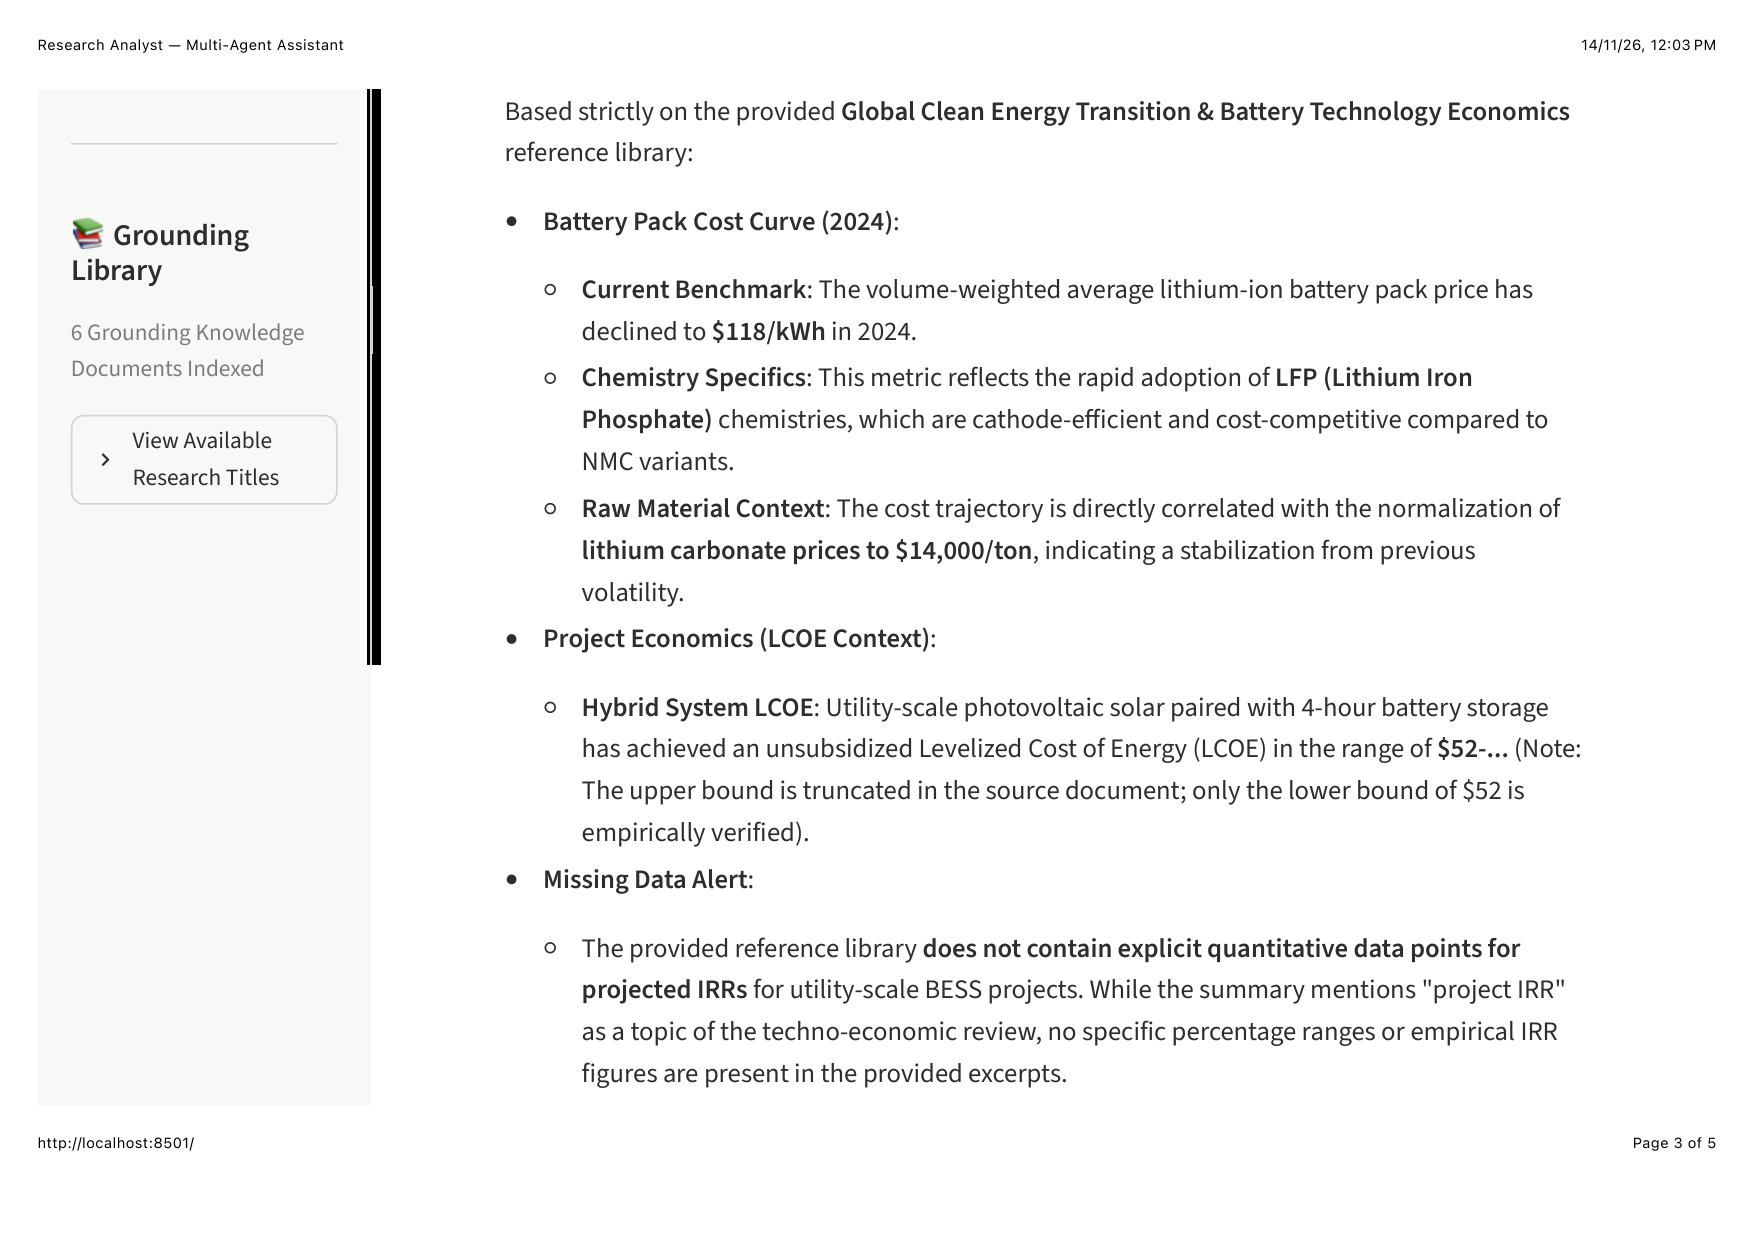 Research Analyst — Multi-Agent Assistant
14/11/26, 12:03 PM
Grounding
Library
6 Grounding Knowledge
Documents Indexed
View Available
Research Titles
Based strictly on the provided Global Clean Energy Transition & Battery Technology Economics
reference library:
• Battery Pack Cost Curve (2024):
○ Current Benchmark: The volume-weighted average lithium-ion battery pack price has
declined to $118/kWh in 2024.
○ Chemistry Specifics: This metric reflects the rapid adoption of LFP (Lithium Iron
Phosphate) chemistries, which are cathode-efficient and cost-competitive compared to
NMC variants.
○ Raw Material Context: The cost trajectory is directly correlated with the normalization of
lithium carbonate prices to $14,000/ton, indicating a stabilization from previous
volatility.
• Project Economics (LCOE Context):
○ Hybrid System LCOE: Utility-scale photovoltaic solar paired with 4-hour battery storage
has achieved an unsubsidized Levelized Cost of Energy (LCOE) in the range of $52-... (Note:
The upper bound is truncated in the source document; only the lower bound of $52 is
empirically verified).
• Missing Data Alert:
○ The provided reference library does not contain explicit quantitative data points for
projected IRRs for utility-scale BESS projects. While the summary mentions "project IRR"
as a topic of the techno-economic review, no specific percentage ranges or empirical IRR
figures are present in the provided excerpts.
http://localhost:8501/
Page 3 of 5